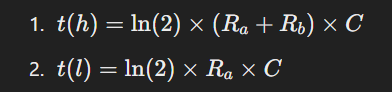 1. t(h) = ln(2) × (Rₐ + R_b) × C
2. t(l) = ln(2) × Rₐ × C